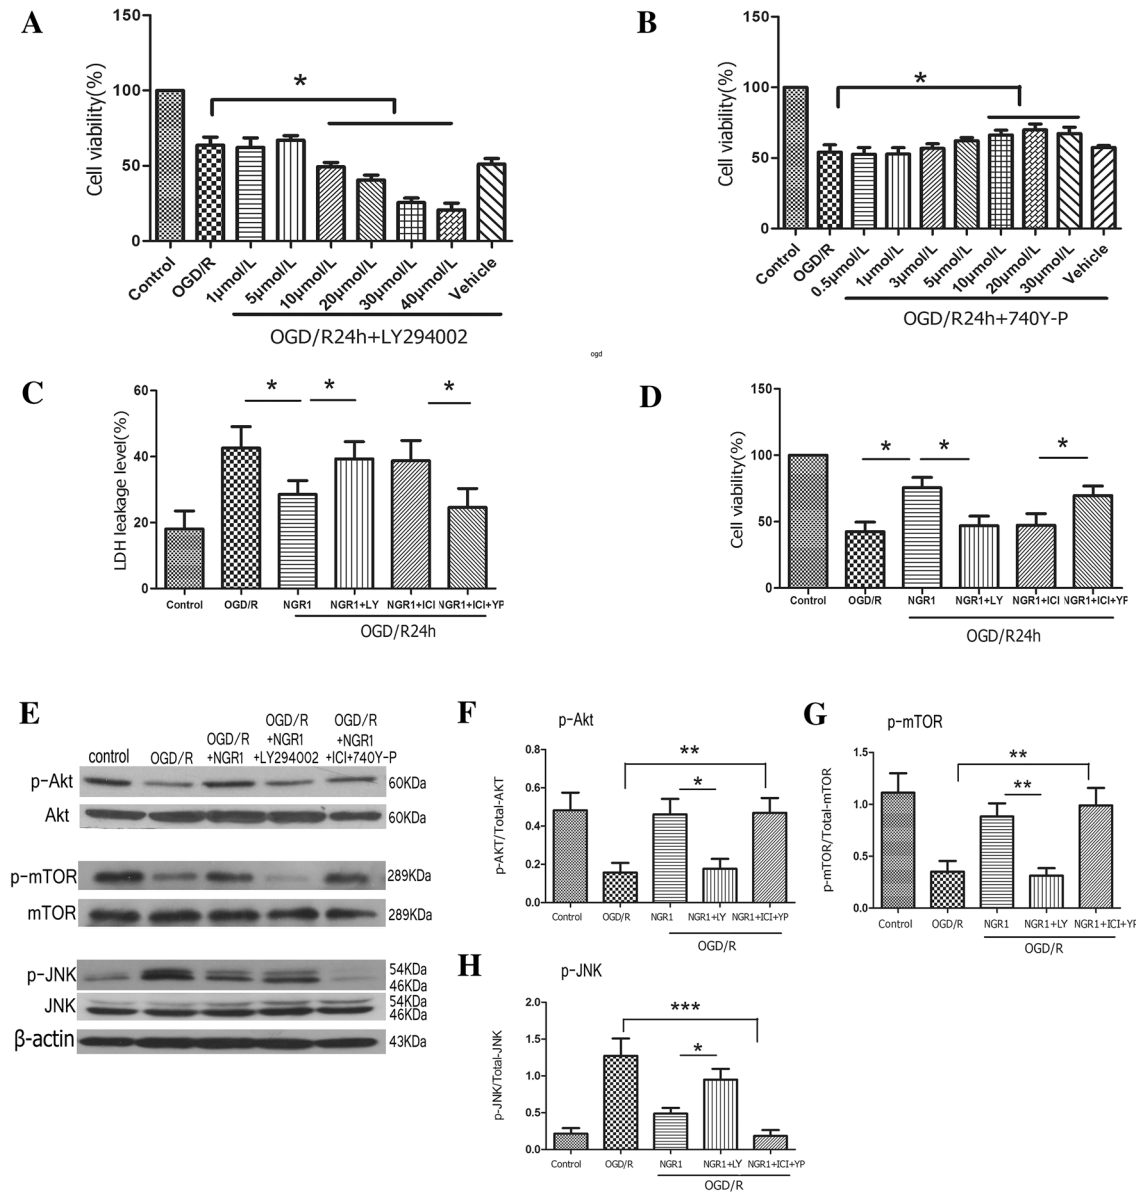 A
Cell viability(%)
150
100
50
0
*
Control
OGD/R
1μmol/L
5μmol/L
10μmol/L
20μmol/L
30μmol/L
40μmol/L
Vehicle
OGD/R24h+LY294002
B
Cell viability(%)
150
100
50
0
*
Control
OGD/R
0.5μmol/L
1μmol/L
3μmol/L
5μmol/L
10μmol/L
20μmol/L
30μmol/L
Vehicle
OGD/R24h+740Y-P
ogd
C
LDH leakage level(%)
60
40
20
0
* * *
Control OGD/R NGR1 NGR1+LY NGR1+ICI NGR1+ICI+YP
OGD/R24h
D
Cell viability(%)
150
100
50
0
* * *
Control OGD/R NGR1 NGR1+LY NGR1+ICI NGR1+ICI+YP
OGD/R24h
E
control
OGD/R
OGD/R
+NGR1
OGD/R
+NGR1
+LY294002
OGD/R
+NGR1
+ICI+740Y-P
p-Akt 60KDa
Akt 60KDa
p-mTOR 289KDa
mTOR 289KDa
p-JNK 54KDa
46KDa
JNK 54KDa
46KDa
β-actin 43KDa
F
p-Akt
p-AKT/Total-AKT
0.8
0.6
0.4
0.2
0.0
**
*
Control OGD/R NGR1 NGR1+LY NGR1+ICI+YP
OGD/R
G
p-mTOR
p-mTOR/Total-mTOR
1.5
1.0
0.5
0.0
**
**
Control OGD/R NGR1 NGR1+LY NGR1+ICI+YP
OGD/R
H
p-JNK
p-JNK/Total-JNK
2.0
1.5
1.0
0.5
0.0
***
*
Control OGD/R NGR1 NGR1+LY NGR1+ICI+YP
OGD/R